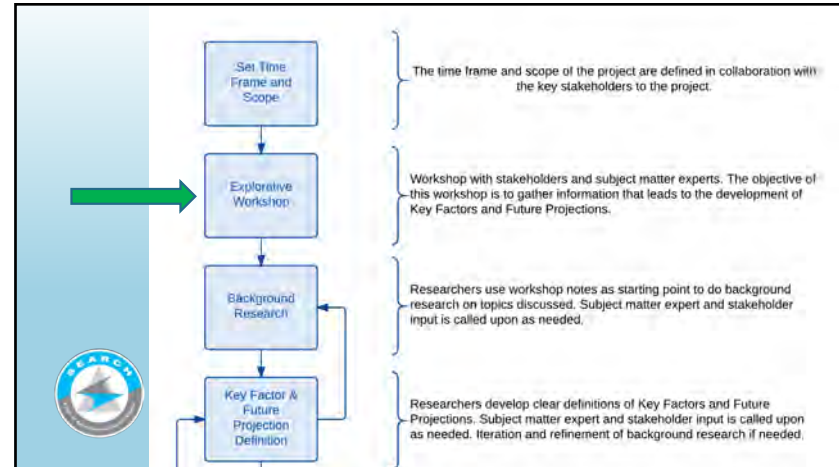 Set Time
Frame and
Scope
The time frame and scope of the project are defined in collaboration with
the key stakeholders to the project.
Explorative
Workshop
Workshop with stakeholders and subject matter experts. The objective of
this workshop is to gather information that leads to the development of
Key Factors and Future Projections.
Background
Research
Researchers use workshop notes as starting point to do background
research on topics discussed. Subject matter expert and stakeholder
input is called upon as needed.
SEARCH
Key Factor &
Future
Projection
Definition
Researchers develop clear definitions of Key Factors and Future
Projections. Subject matter expert and stakeholder input is called upon
as needed. Iteration and refinement of background research if needed.